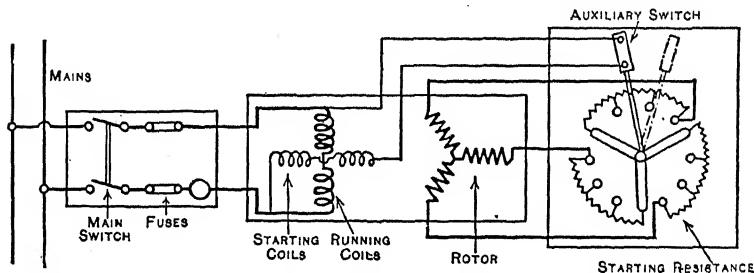 AUXILIARY SWITCH
MAINS
MAIN
SWITCH
FUSES
STARTING
COILS
RUNNING
COILS
ROTOR
STARTING RESISTANCE